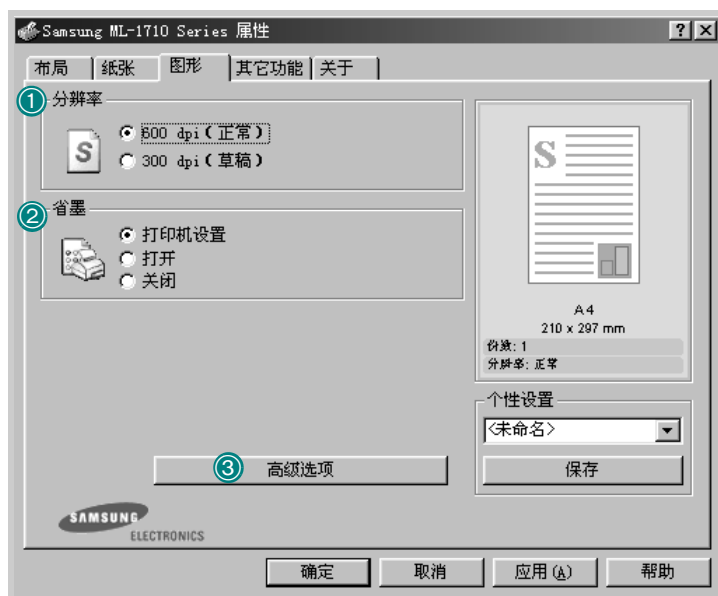 Samsung ML-1710 Series 属性
布局 纸张 图形 其它功能 关于
1 分辨率
600 dpi(正常)
300 dpi(草稿)
2 省墨
打印机设置
打开
关闭
S
S
A4
210 x 297 mm
份数: 1
分辨率: 正常
个性设置
<未命名>
保存
3 高级选项
SAMSUNG
ELECTRONICS
确定 取消 应用(A) 帮助